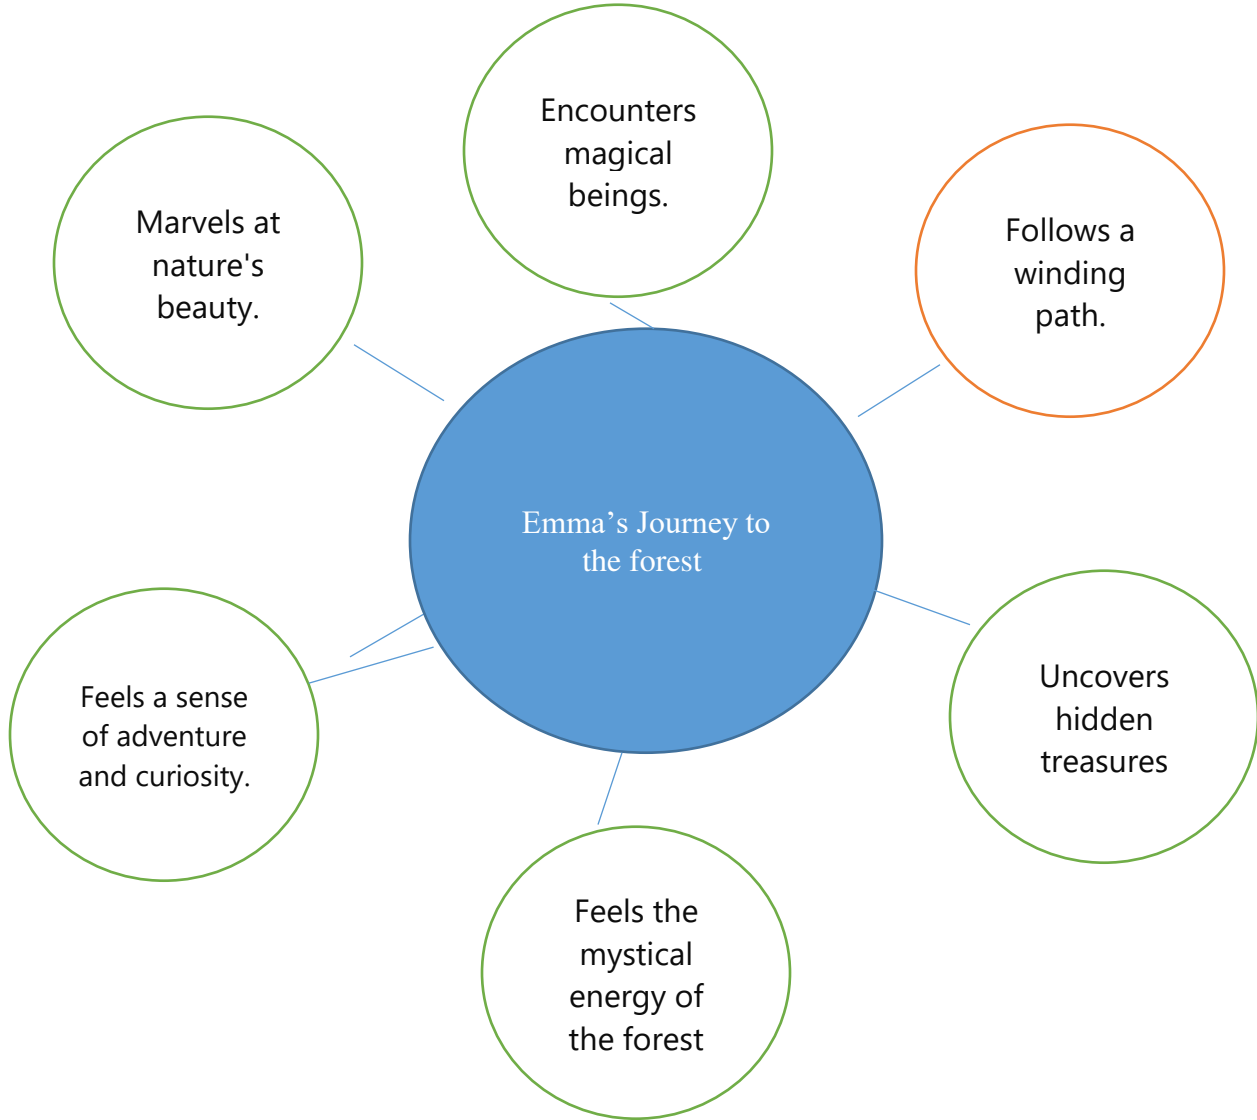 Encounters
magical
beings.
Marvels at
nature's
beauty.
Follows a
winding
path.
Emma’s Journey to
the forest
Feels a sense
of adventure
and curiosity.
Uncovers
hidden
treasures
Feels the
mystical
energy of
the forest